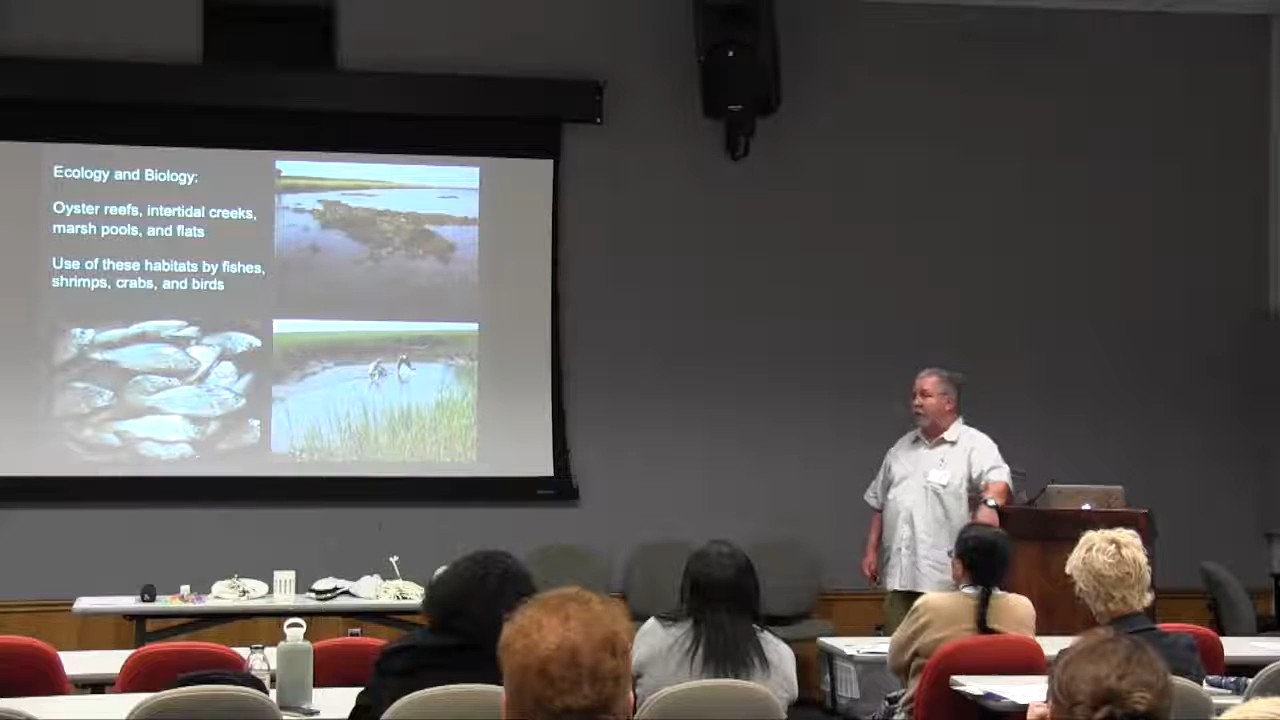 Ecology and Biology:
Oyster reefs, intertidal creeks,
marsh pools, and flats
Use of these habitats by fishes,
shrimps, crabs, and birds